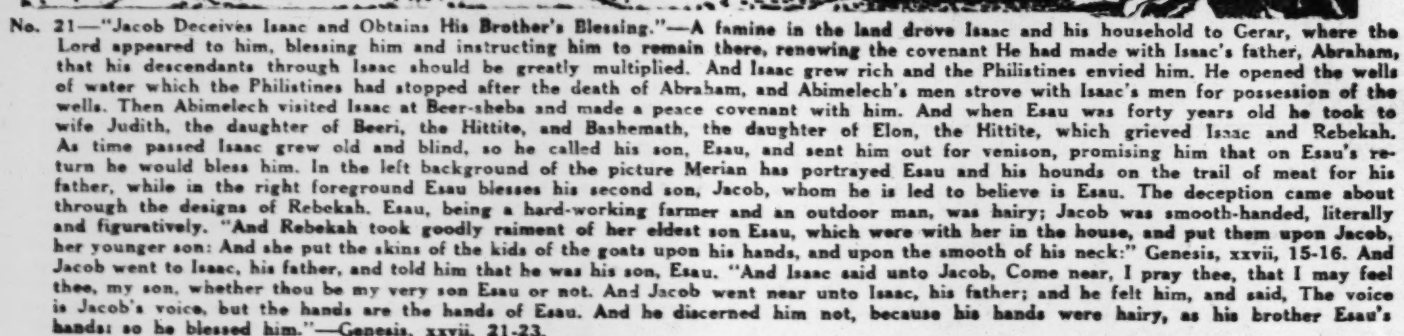 No. 21—"Jacob Deceives Isaac and Obtains His Brother's Blessing."—A famine in the land drove Isaac and his household to Gerar, where the
Lord appeared to him, blessing him and instructing him to remain there, renewing the covenant He had made with Isaac's father, Abraham,
that his descendants through Isaac should be greatly multiplied. And Isaac grew rich and the Philistines envied him. He opened the wells
of water which the Philistines had stopped after the death of Abraham, and Abimelech's men strove with Isaac's men for possession of the
wells. Then Abimelech visited Isaac at Beer-sheba and made a peace covenant with him. And when Esau was forty years old he took to
wife Judith, the daughter of Beeri, the Hittite, and Bashemath, the daughter of Elon, the Hittite, which grieved Isaac and Rebekah.
As time passed Isaac grew old and blind, so he called his son, Esau, and sent him out for venison, promising him that on Esau's re-
turn he would bless him. In the left background of the picture Merian has portrayed Esau and his hounds on the trail of meat for his
father, while in the right foreground Esau blesses his second son, Jacob, whom he is led to believe is Esau. The deception came about
through the designs of Rebekah. Esau, being a hard-working farmer and an outdoor man, was hairy; Jacob was smooth-handed, literally
and figuratively. "And Rebekah took goodly raiment of her eldest son Esau, which were with her in the house, and put them upon Jacob,
her younger son: And she put the skins of the kids of the goats upon his hands, and upon the smooth of his neck:" Genesis, xxvii, 15-16. And
Jacob went to Isaac, his father, and told him that he was his son, Esau. "And Isaac said unto Jacob, Come near, I pray thee, that I may feel
thee, my son, whether thou be my very son Esau or not. And Jacob went near unto Isaac, his father; and he felt him, and said, The voice
is Jacob's voice, but the hands are the hands of Esau. And he discerned him not, because his hands were hairy, as his brother Esau's
hands: so he blessed him."—Genesis, xxvii, 21-23.